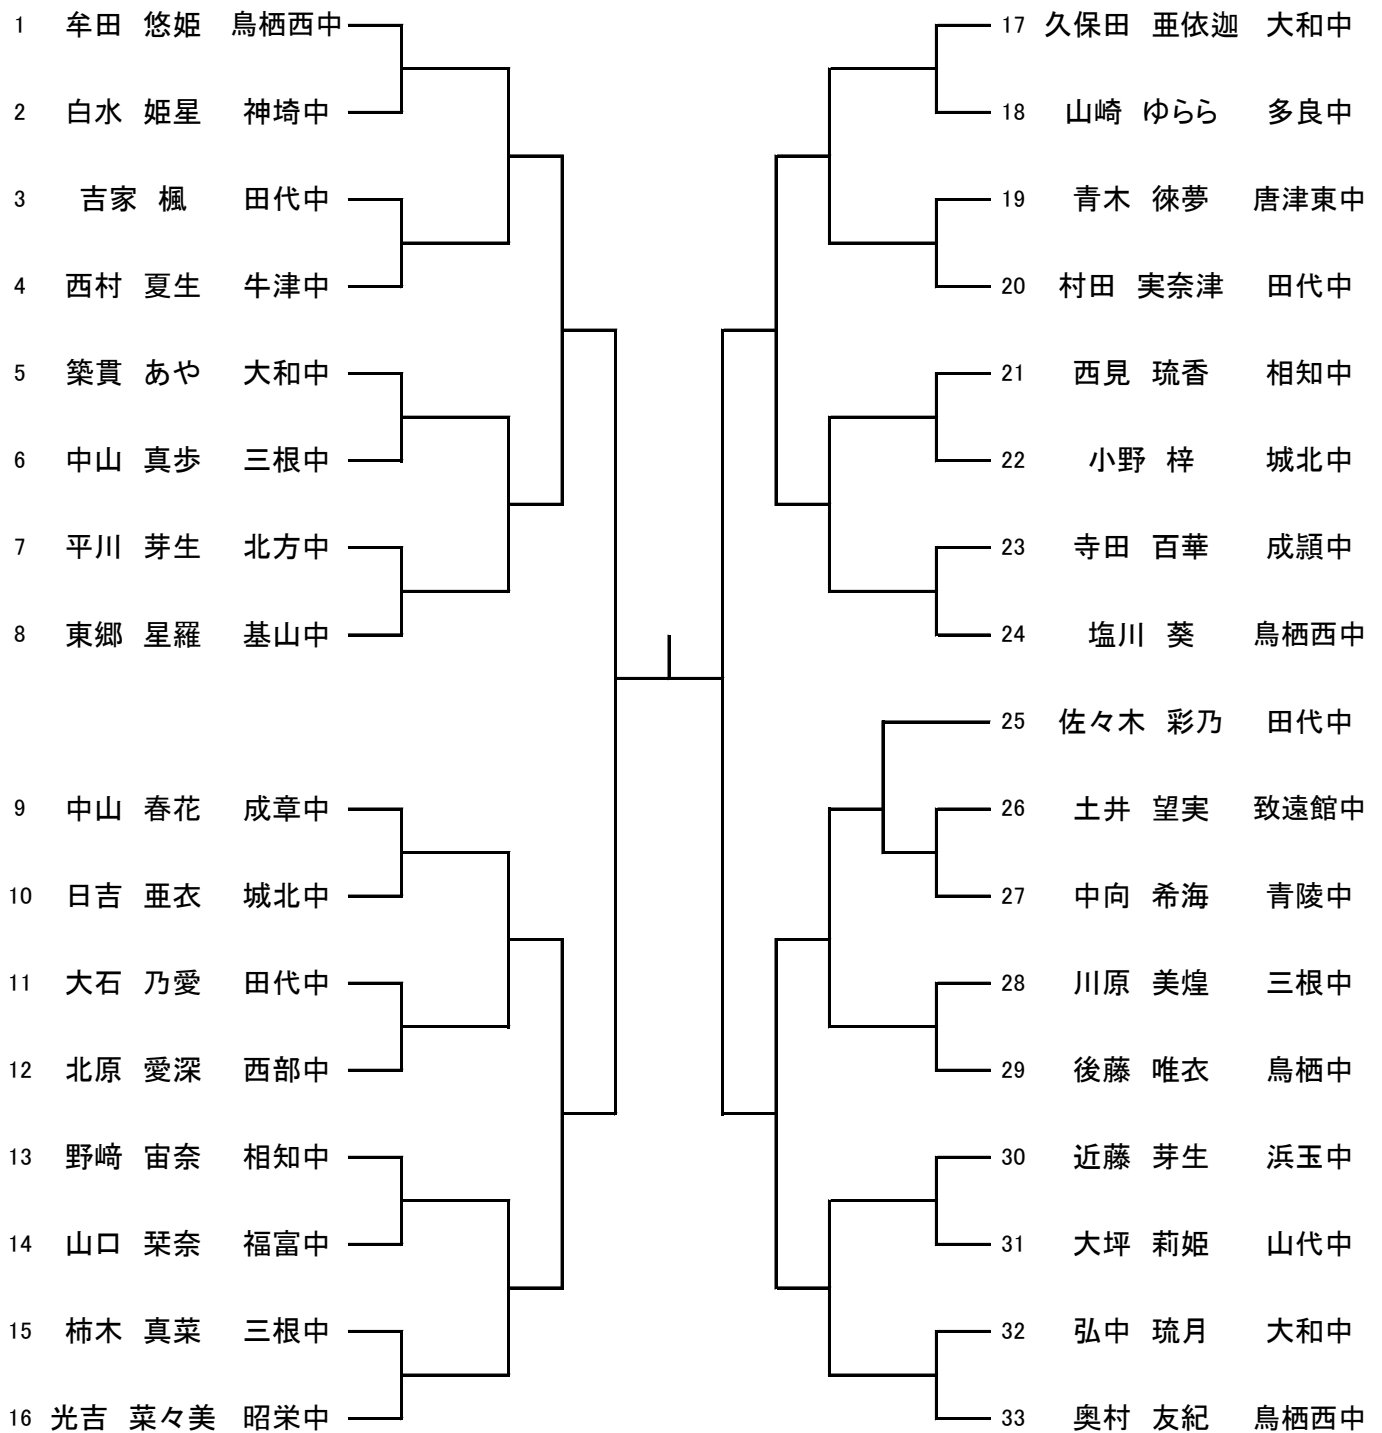 1 牟田 悠姫 鳥栖西中
2 白水 姫星 神埼中
3 吉家 楓 田代中
4 西村 夏生 牛津中
5 築貫 あや 大和中
6 中山 真歩 三根中
7 平川 芽生 北方中
8 東郷 星羅 基山中
9 中山 春花 成章中
10 日吉 亜衣 城北中
11 大石 乃愛 田代中
12 北原 愛深 西部中
13 野﨑 宙奈 相知中
14 山口 栞奈 福富中
15 柿木 真菜 三根中
16 光吉 菜々美 昭栄中
17 久保田 亜依迦 大和中
18 山崎 ゆらら 多良中
19 青木 徠夢 唐津東中
20 村田 実奈津 田代中
21 西見 琉香 相知中
22 小野 梓 城北中
23 寺田 百華 成頴中
24 塩川 葵 鳥栖西中
25 佐々木 彩乃 田代中
26 土井 望実 致遠館中
27 中向 希海 青陵中
28 川原 美煌 三根中
29 後藤 唯衣 鳥栖中
30 近藤 芽生 浜玉中
31 大坪 莉姫 山代中
32 弘中 琉月 大和中
33 奥村 友紀 鳥栖西中